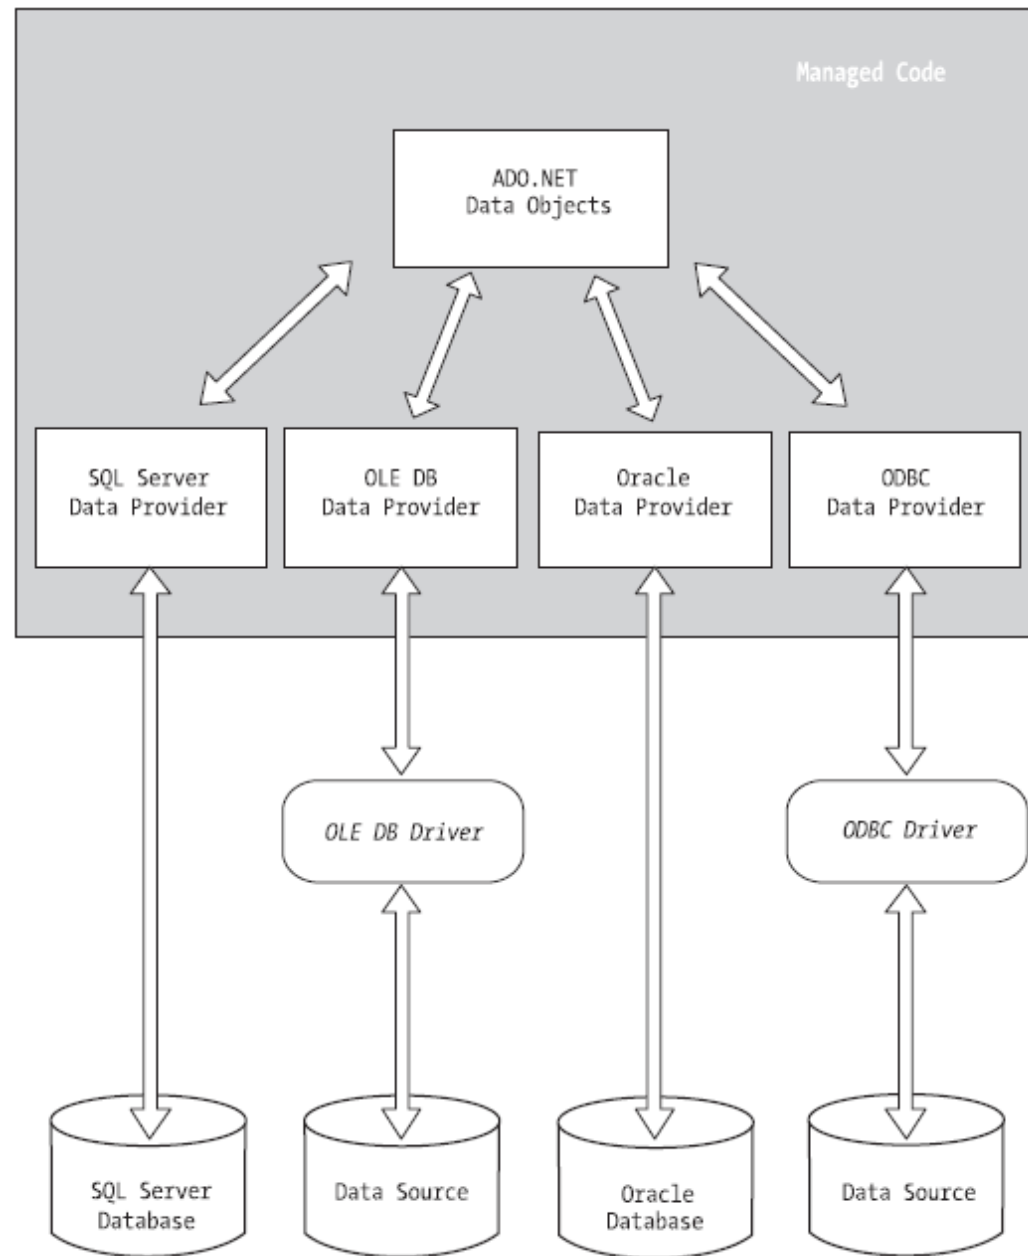 Managed Code
ADO.NET
Data Objects
SQL Server
Data Provider
OLE DB
Data Provider
Oracle
Data Provider
ODBC
Data Provider
OLE DB Driver
ODBC Driver
SQL Server
Database
Data Source
Oracle
Database
Data Source